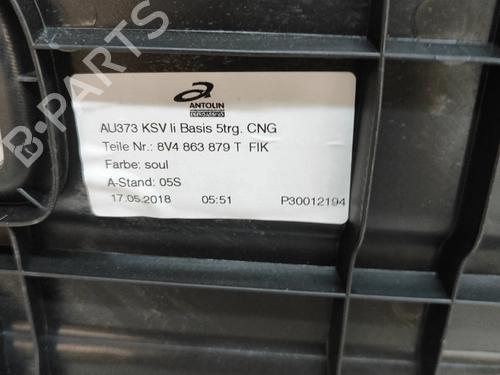 B-PARTS
ANTOLIN
AU373 KSV li Basis 5trg. CNG
Teile Nr.: 8V4 863 879 T FIK
Farbe: soul
A-Stand: 05S
17.05.2018 05:51 P30012194